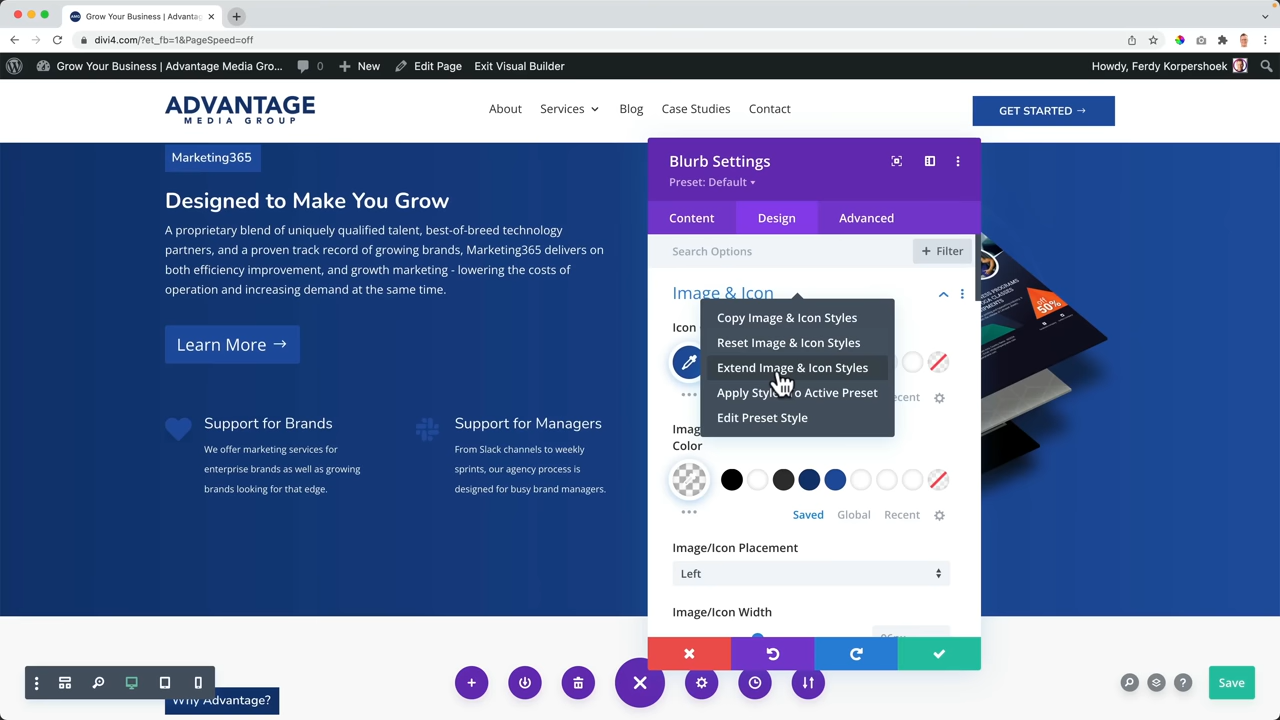 Grow Your Business | Advantag
divi4.com/?et_fb=1&PageSpeed=off
Grow Your Business | Advantage Media Gro...
0
New
Edit Page
Exit Visual Builder
Howdy, Ferdy Korpershoek
ADVANTAGE
MEDIA GROUP
About
Services
Blog
Case Studies
Contact
GET STARTED →
Marketing365
Designed to Make You Grow
A proprietary blend of uniquely qualified talent, best-of-breed technology
partners, and a proven track record of growing brands, Marketing365 delivers on
both efficiency improvement, and growth marketing - lowering the costs of
operation and increasing demand at the same time.
Learn More →
Support for Brands
We offer marketing services for
enterprise brands as well as growing
brands looking for that edge.
Support for Managers
From Slack channels to weekly
sprints, our agency process is
designed for busy brand managers.
Blurb Settings
Preset: Default
Content
Design
Advanced
Search Options
+ Filter
Image & Icon
Icon
Copy Image & Icon Styles
Reset Image & Icon Styles
Extend Image & Icon Styles
Apply Styl o Active Preset
Edit Preset Style
ecent
Imag
Color
Saved
Global
Recent
Image/Icon Placement
Left
Image/Icon Width
off
50%
Why Advantage?
Save